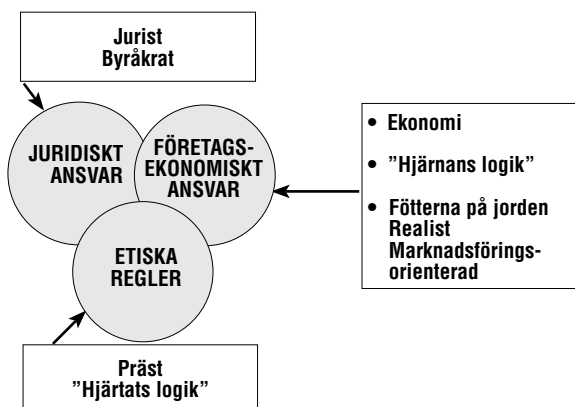 Jurist
Byråkrat
JURIDISKT
ANSVAR
FÖRETAGS-
EKONOMISKT
ANSVAR
• Ekonomi
• ”Hjärnans logik”
• Fötterna på jorden
Realist
Marknadsförings-
orienterad
ETISKA
REGLER
Präst
”Hjärtats logik”